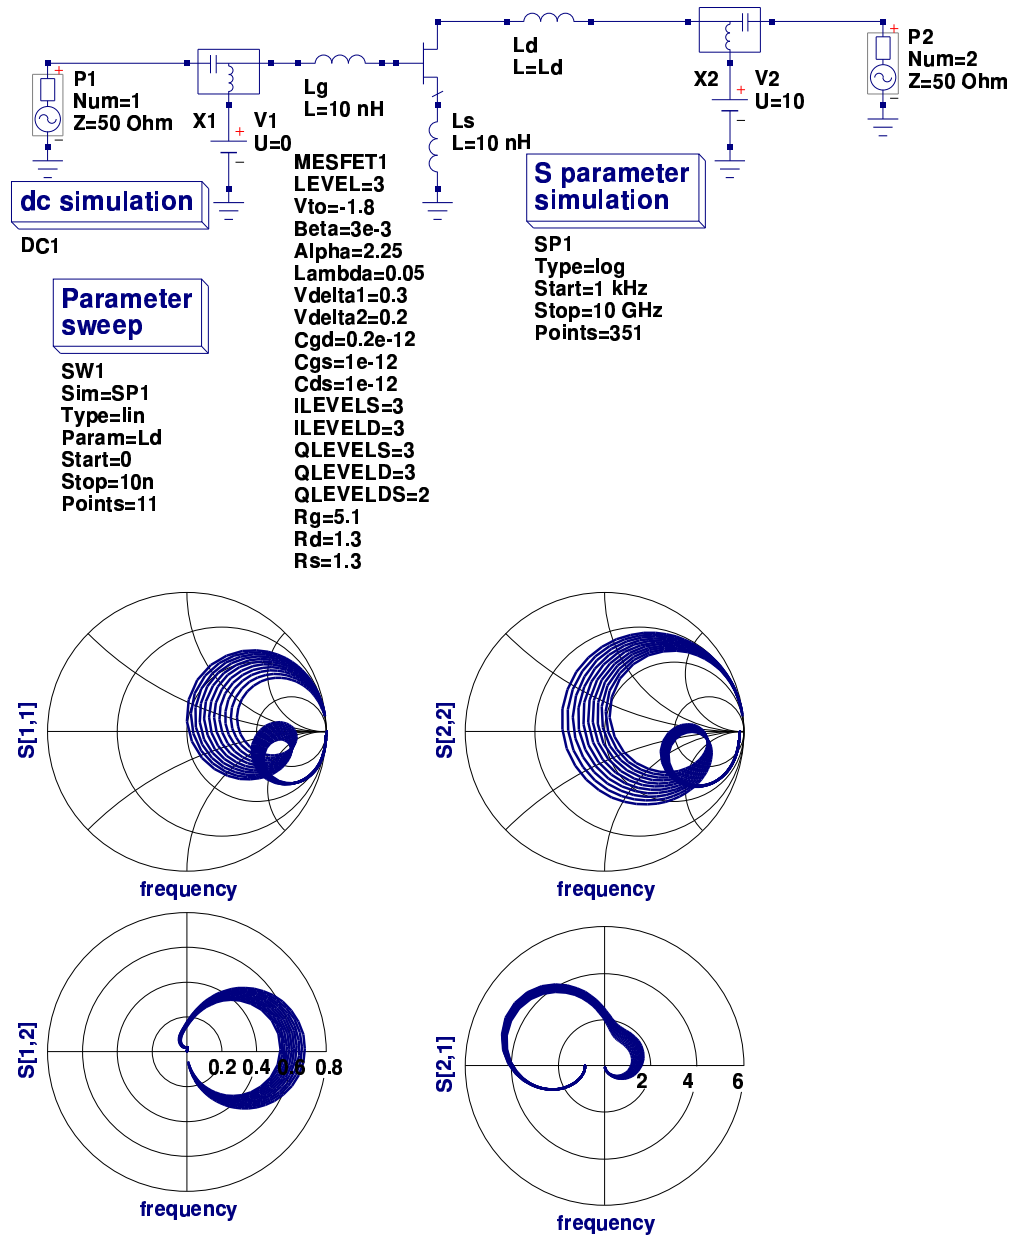 P1
Num=1
Z=50 Ohm
X1
V1
U=0
Lg
L=10 nH
Ld
L=Ld
Ls
L=10 nH
X2
V2
U=10
P2
Num=2
Z=50 Ohm
dc simulation
DC1
Parameter
sweep
SW1
Sim=SP1
Type=lin
Param=Ld
Start=0
Stop=10n
Points=11
MESFET1
LEVEL=3
Vto=-1.8
Beta=3e-3
Alpha=2.25
Lambda=0.05
Vdelta1=0.3
Vdelta2=0.2
Cgd=0.2e-12
Cgs=1e-12
Cds=1e-12
ILEVELS=3
ILEVELD=3
QLEVELS=3
QLEVELD=3
QLEVELDS=2
Rg=5.1
Rd=1.3
Rs=1.3
S parameter
simulation
SP1
Type=log
Start=1 kHz
Stop=10 GHz
Points=351
S[1,1]
frequency
S[2,2]
frequency
S[1,2]
0.2 0.4 0.6 0.8
frequency
S[2,1]
2 4 6
frequency